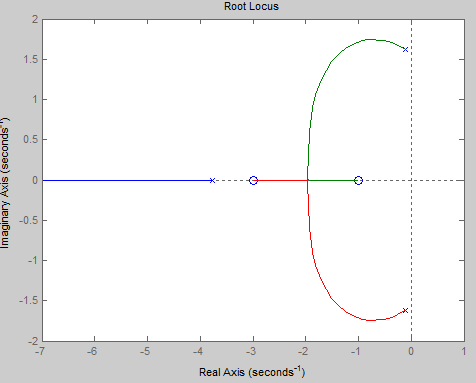 Root Locus
2
1.5
1
0.5
0
-0.5
-1
-1.5
-2
Imaginary Axis (seconds⁻¹)
-7 -6 -5 -4 -3 -2 -1 0 1
Real Axis (seconds⁻¹)